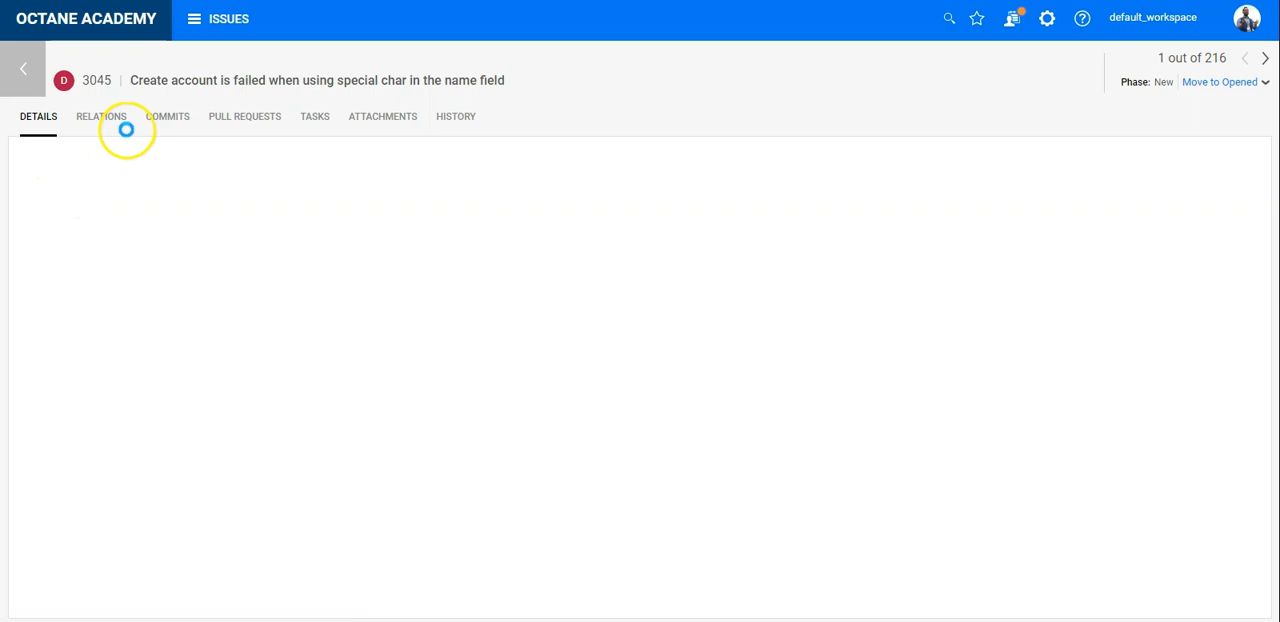 OCTANE ACADEMY
ISSUES
default_workspace
1 out of 216
D 3045 | Create account is failed when using special char in the name field
Phase: New Move to Opened
DETAILS RELATIONS COMMITS PULL REQUESTS TASKS ATTACHMENTS HISTORY